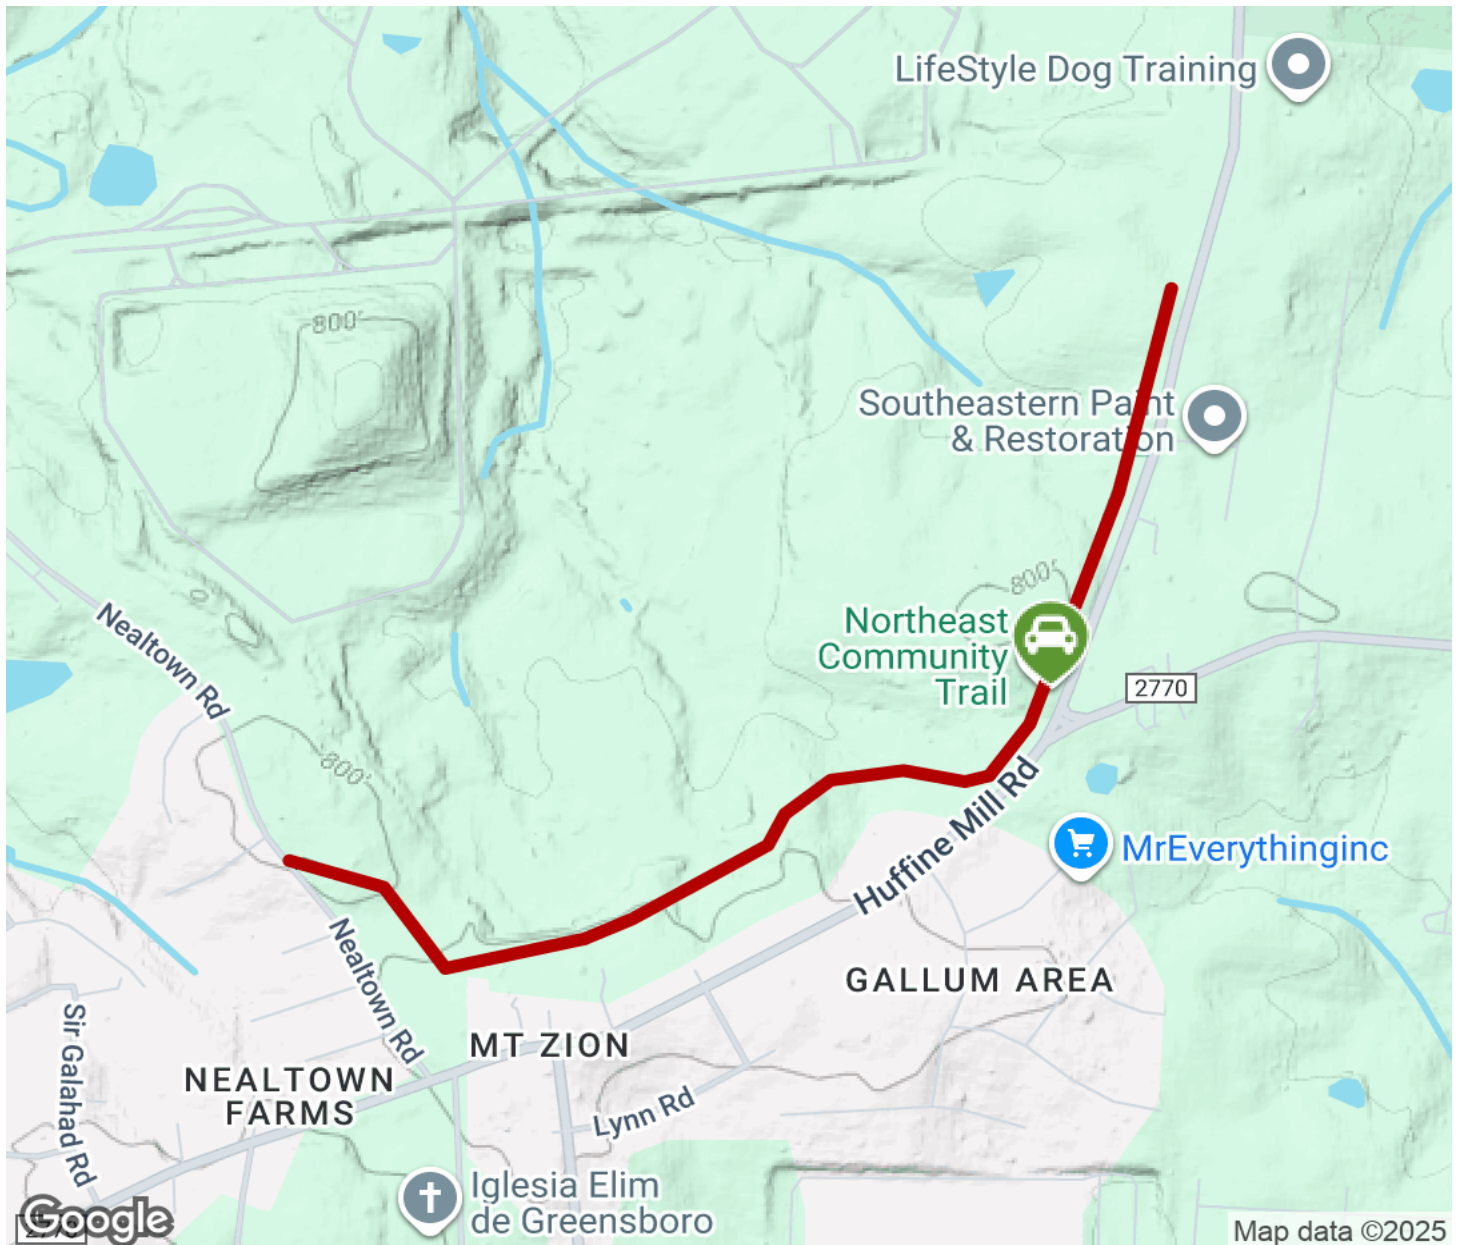 LifeStyle Dog Training
800'
Southeastern Paint
& Restoration
800'
Northeast
Community
Trail
Nealtown Rd
2770
800'
Huffine Mill Rd
MrEverythinginc
Nealtown Rd
GALLUM AREA
Sir Galahad Rd
MT ZION
NEALTOWN
FARMS
Lynn Rd
Iglesia Elim
de Greensboro
Google
2770
Map data ©2025